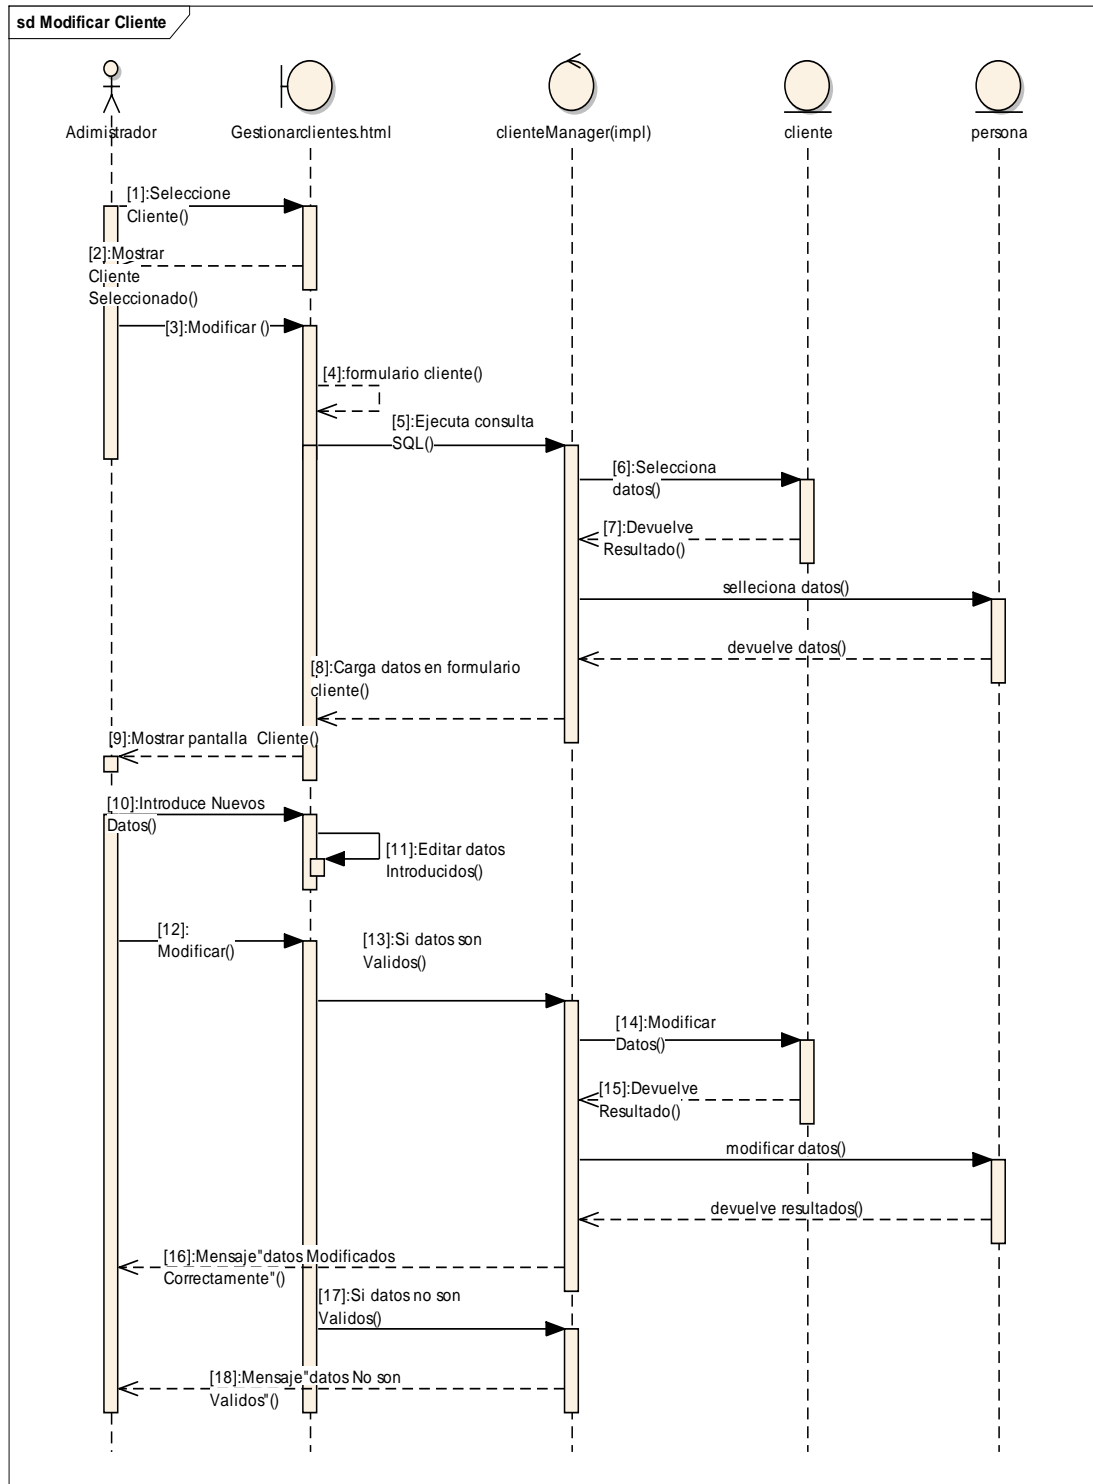 sd Modificar Cliente
Adimistrador
Gestionarclientes.html
clienteManager(impl)
cliente
persona
[1]:Seleccione
Cliente()
[2]:Mostrar
Cliente
Seleccionado()
[3]:Modificar ()
[4]:formulario cliente()
[5]:Ejecuta consulta
SQL()
[6]:Selecciona
datos()
[7]:Devuelve
Resultado()
selleciona datos()
devuelve datos()
[8]:Carga datos en formulario
cliente()
[9]:Mostrar pantalla Cliente()
[10]:Introduce Nuevos
Datos()
[11]:Editar datos
Introducidos()
[12]:
Modificar()
[13]:Si datos son
Validos()
[14]:Modificar
Datos()
[15]:Devuelve
Resultado()
modificar datos()
devuelve resultados()
[16]:Mensaje"datos Modificados
Correctamente"()
[17]:Si datos no son
Validos()
[18]:Mensaje"datos No son
Validos"()